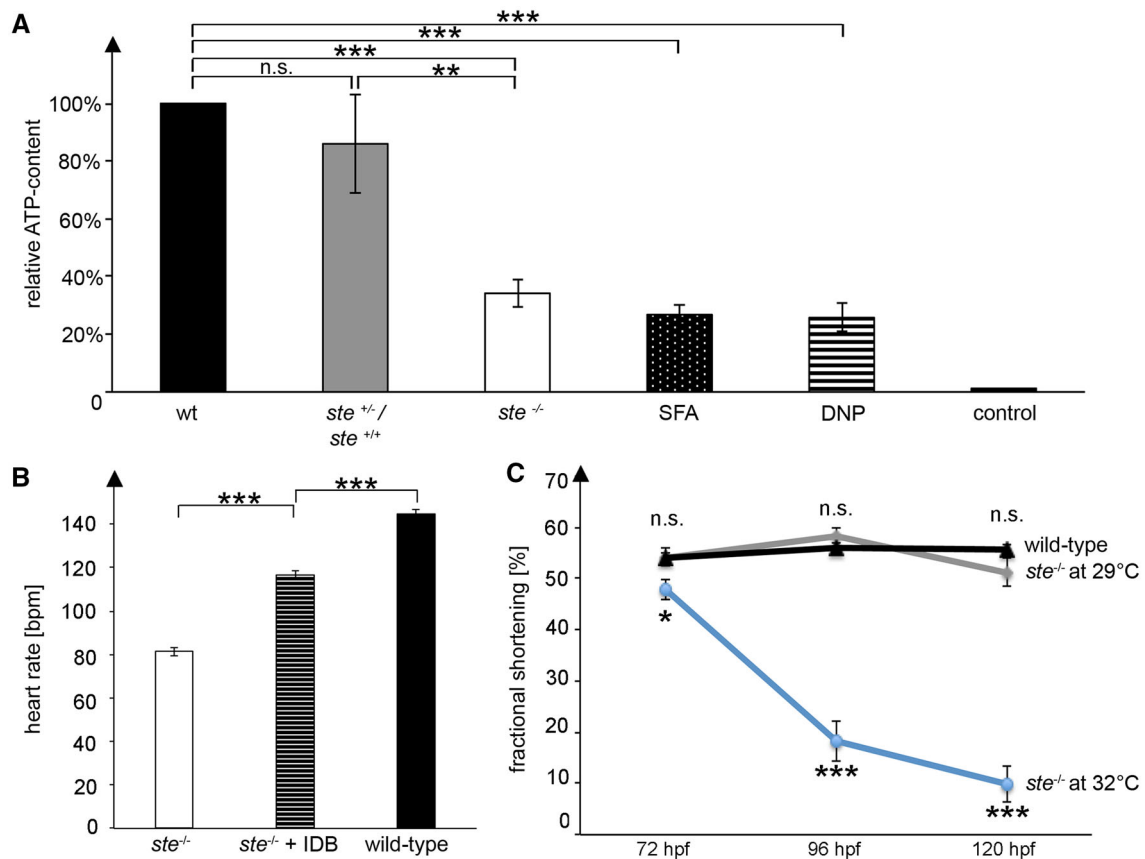 A
***
***
***
n.s.
**
relative ATP-content
100%
80%
60%
40%
20%
0
wt
ste +/- /
ste +/+
ste -/-
SFA
DNP
control
B
***
***
heart rate [bpm]
140
120
100
80
60
40
20
0
ste-/-
ste-/- + IDB
wild-type
C
fractional shortening [%]
70
60
50
40
30
20
10
0
n.s.
n.s.
n.s.
wild-type
ste-/- at 29°C
*
***
ste-/- at 32°C
***
72 hpf
96 hpf
120 hpf